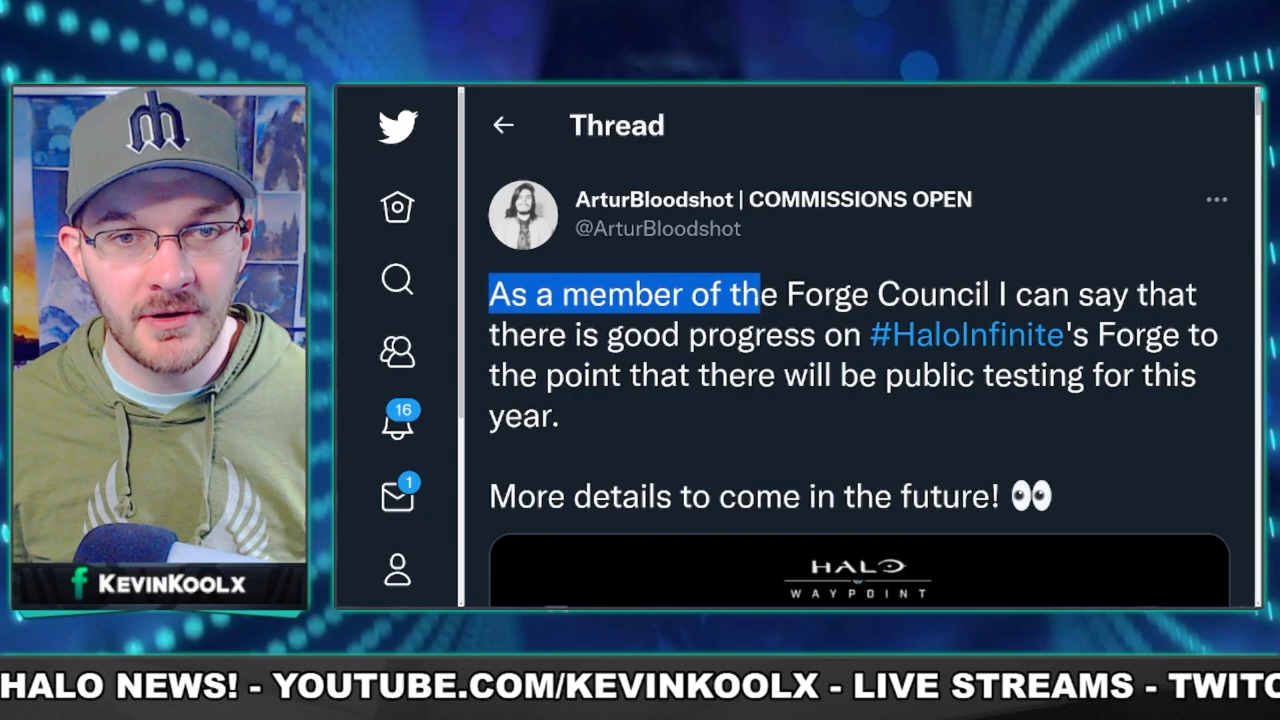 Thread
ArturBloodshot | COMMISSIONS OPEN
@ArturBloodshot
As a member of the Forge Council I can say that
there is good progress on #HaloInfinite's Forge to
the point that there will be public testing for this
year.
More details to come in the future! 👀
HALO
WAYPOINT
16
1
KEVINKOOLX
HALO NEWS! - YOUTUBE.COM/KEVINKOOLX - LIVE STREAMS - TWITC